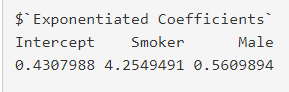 $`Exponentiated Coefficients`
Intercept    Smoker      Male
0.4307988 4.2549491 0.5609894